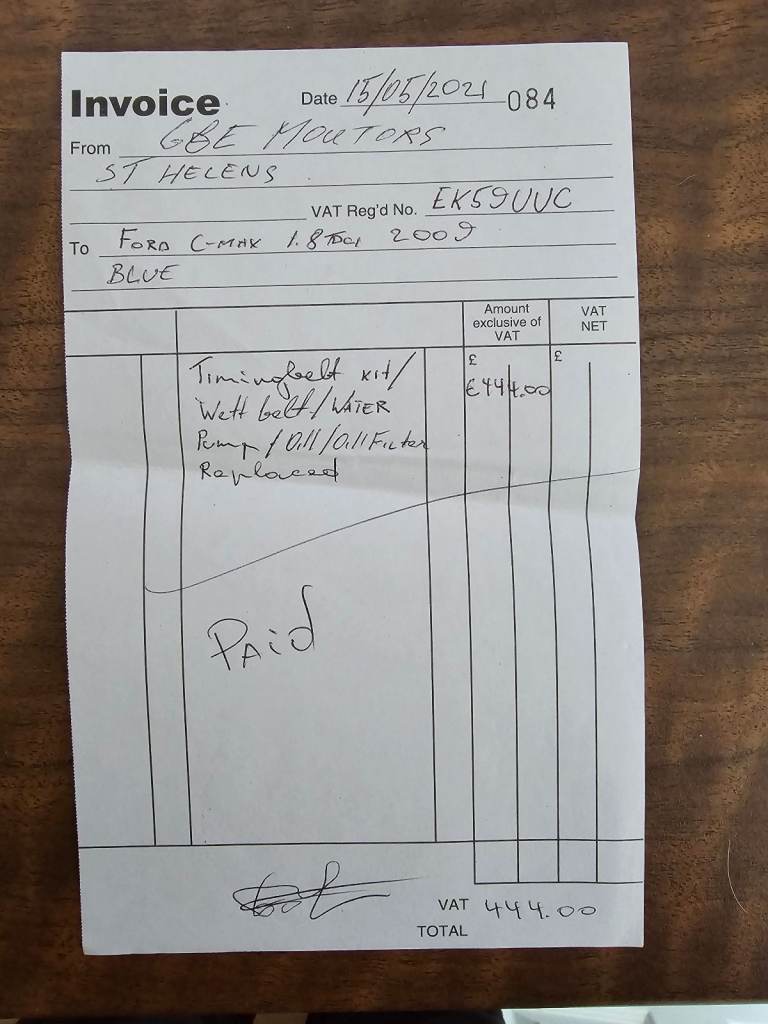 Invoice
Date 15/05/2021 084
From GBE MOUTORS
ST HELENS
VAT Reg'd No. EK59UUC
To FORD C-MAX 1.8 TDCi 2009
BLUE
Amount exclusive of VAT
VAT NET
£ £
Timingbelt kit/ £444.00
Wett belt/WATER
Pump/Oil/Oil Filter
Replaced
PAid
VAT 444.00
TOTAL